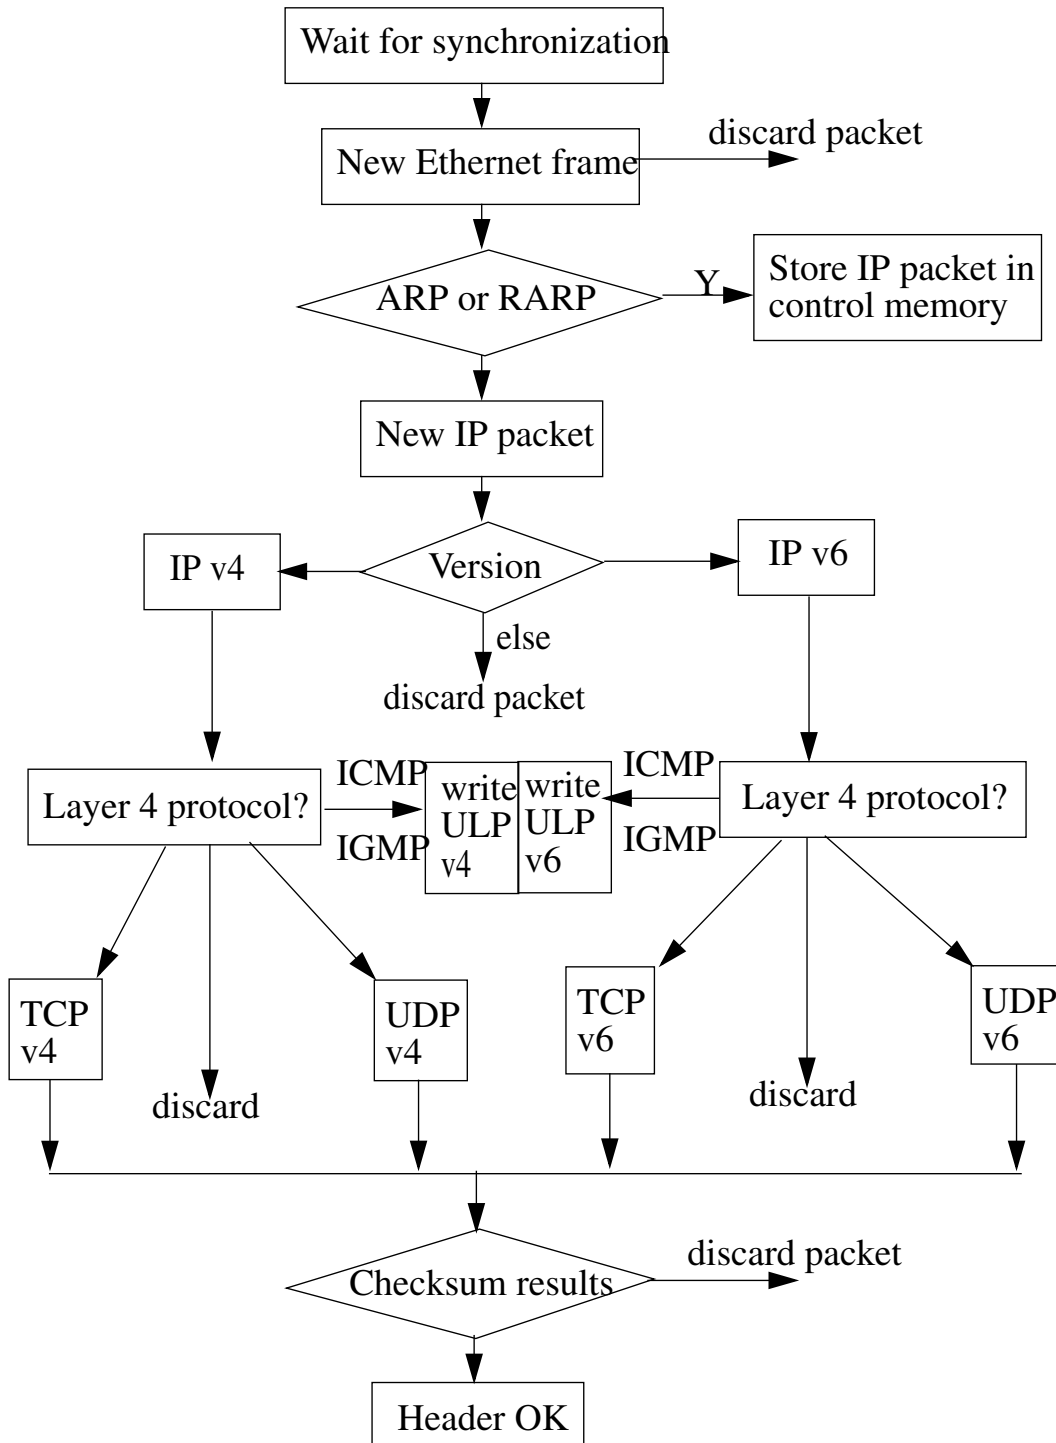 Wait for synchronization
discard packet
New Ethernet frame
ARP or RARP
Y
Store IP packet in
control memory
New IP packet
IP v4
Version
IP v6
else
discard packet
Layer 4 protocol?
ICMP
IGMP
write
ULP
v4
write
ULP
v6
ICMP
IGMP
Layer 4 protocol?
TCP
v4
discard
UDP
v4
TCP
v6
discard
UDP
v6
Checksum results
discard packet
Header OK